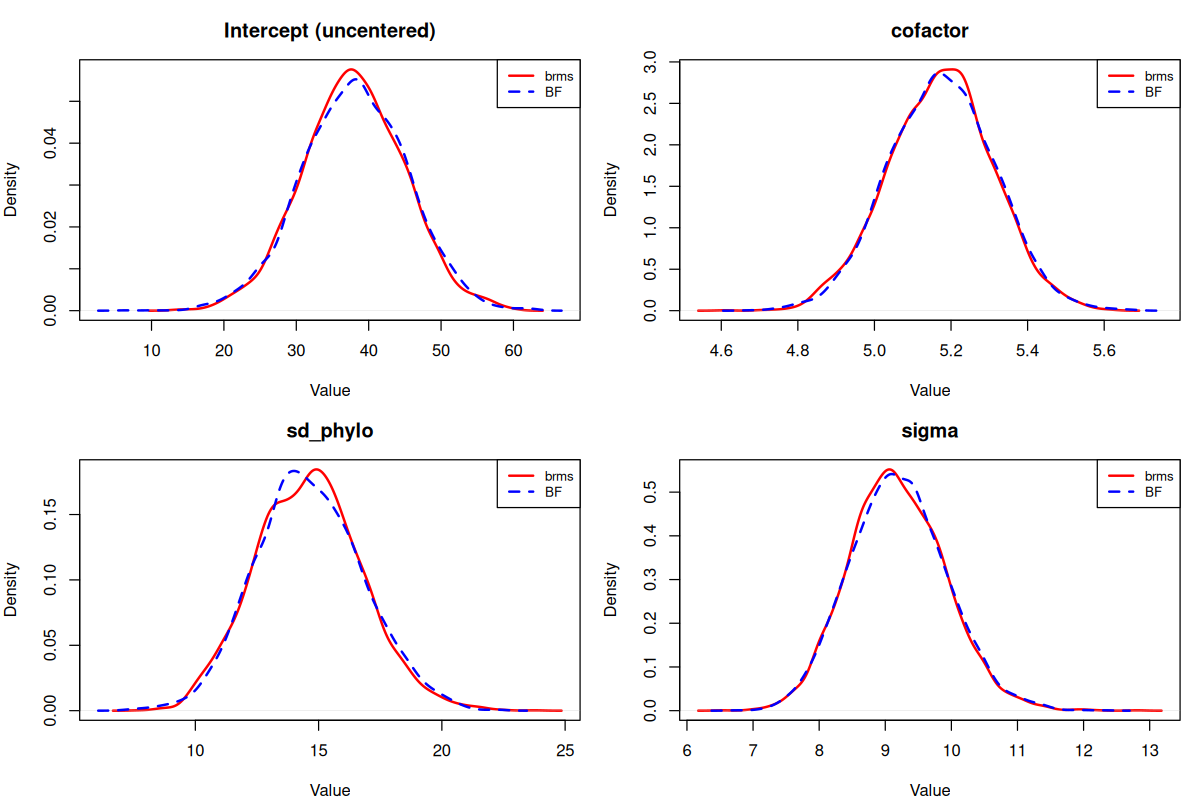 Intercept (uncentered)
brms
BF
Density
0.00
0.02
0.04
10
20
30
40
50
60
Value
cofactor
brms
BF
Density
0.0
0.5
1.0
1.5
2.0
2.5
3.0
4.6
4.8
5.0
5.2
5.4
5.6
Value
sd_phylo
brms
BF
Density
0.00
0.05
0.10
0.15
10
15
20
25
Value
sigma
brms
BF
Density
0.0
0.1
0.2
0.3
0.4
0.5
6
7
8
9
10
11
12
13
Value